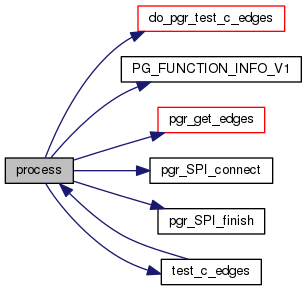 do_pgr_test_c_edges
PG_FUNCTION_INFO_V1
pgr_get_edges
process
pgr_SPI_connect
pgr_SPI_finish
test_c_edges